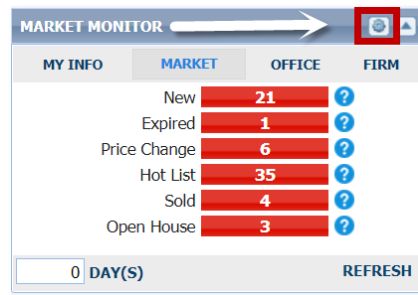 MARKET MONITOR
MY INFO MARKET OFFICE FIRM
New 21 ?
Expired 1 ?
Price Change 6 ?
Hot List 35 ?
Sold 4 ?
Open House 3 ?
0 DAY(S) REFRESH